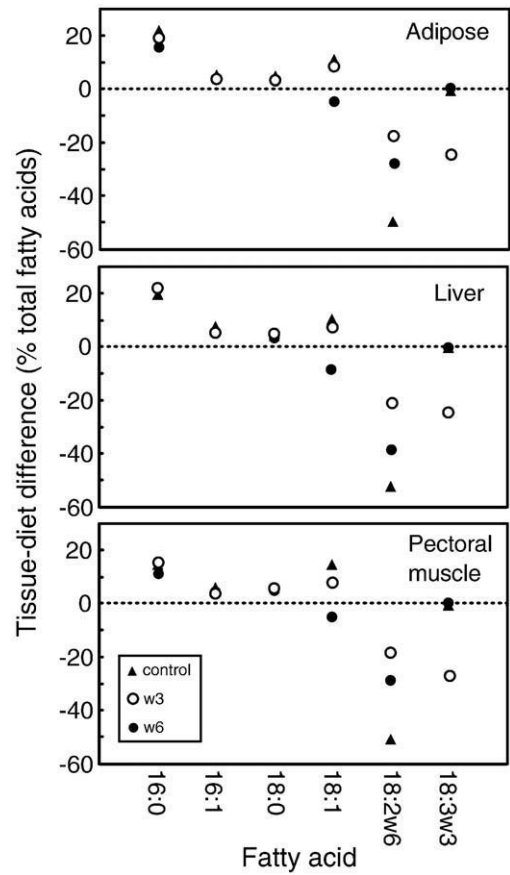 Tissue-diet difference (% total fatty acids)
20
0
-20
-40
-60
Adipose
20
0
-20
-40
-60
Liver
20
0
-20
-40
-60
Pectoral
muscle
control
w3
w6
16:0
16:1
18:0
18:1
18:2w6
18:3w3
Fatty acid